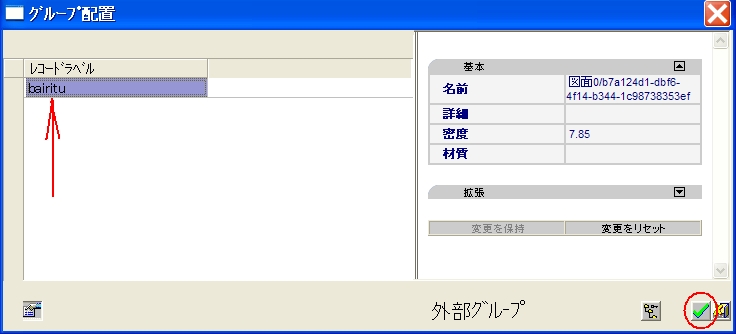 グループ配置
レコードラベル
bairitu
基本
名前 図面0/b7a124d1-dbf6-
4f14-b344-1c98738353ef
詳細
密度 7.85
材質
拡張
変更を保持 変更をリセット
外部グループ